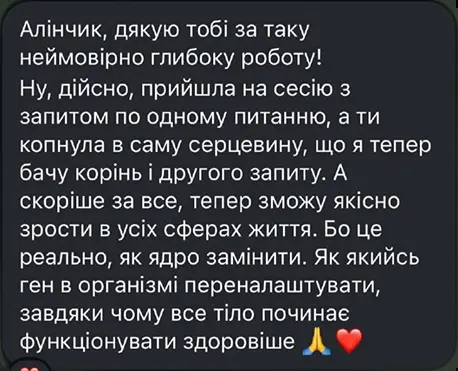 Алінчик, дякую тобі за таку
неймовірно глибоку роботу!
Ну, дійсно, прийшла на сесію з
запитом по одному питанню, а ти
копнула в саму серцевину, що я тепер
бачу корінь і другого запиту. А
скоріше за все, тепер зможу якісно
зрости в усіх сферах життя. Бо це
реально, як ядро замінити. Як якийсь
ген в організмі переналаштувати,
завдяки чому все тіло починає
функціонувати здоровіше 🙏❤️